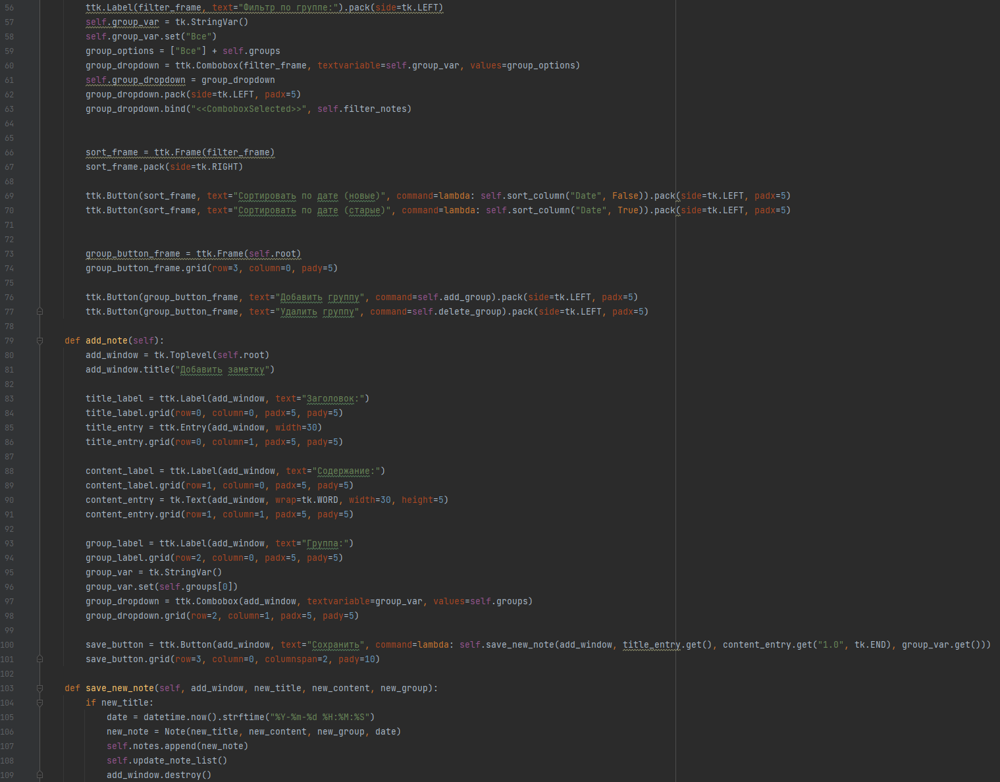 56 ttk.Label(filter_frame, text="Фильтр по группе:").pack(side=tk.LEFT)
57 self.group_var = tk.StringVar()
58 self.group_var.set("Все")
59 group_options = ["Все"] + self.groups
60 group_dropdown = ttk.Combobox(filter_frame, textvariable=self.group_var, values=group_options)
61 self.group_dropdown = group_dropdown
62 group_dropdown.pack(side=tk.LEFT, padx=5)
63 group_dropdown.bind("<<ComboboxSelected>>", self.filter_notes)
64
65
66 sort_frame = ttk.Frame(filter_frame)
67 sort_frame.pack(side=tk.RIGHT)
68
69 ttk.Button(sort_frame, text="Сортировать по дате (новые)", command=lambda: self.sort_column("Date", False)).pack(side=tk.LEFT, padx=5)
70 ttk.Button(sort_frame, text="Сортировать по дате (старые)", command=lambda: self.sort_column("Date", True)).pack(side=tk.LEFT, padx=5)
71
72
73 group_button_frame = ttk.Frame(self.root)
74 group_button_frame.grid(row=3, column=0, pady=5)
75
76 ttk.Button(group_button_frame, text="Добавить группу", command=self.add_group).pack(side=tk.LEFT, padx=5)
77 ttk.Button(group_button_frame, text="Удалить группу", command=self.delete_group).pack(side=tk.LEFT, padx=5)
78
79 def add_note(self):
80 add_window = tk.Toplevel(self.root)
81 add_window.title("Добавить заметку")
82
83 title_label = ttk.Label(add_window, text="Заголовок:")
84 title_label.grid(row=0, column=0, padx=5, pady=5)
85 title_entry = ttk.Entry(add_window, width=30)
86 title_entry.grid(row=0, column=1, padx=5, pady=5)
87
88 content_label = ttk.Label(add_window, text="Содержание:")
89 content_label.grid(row=1, column=0, padx=5, pady=5)
90 content_entry = tk.Text(add_window, wrap=tk.WORD, width=30, height=5)
91 content_entry.grid(row=1, column=1, padx=5, pady=5)
92
93 group_label = ttk.Label(add_window, text="Группа:")
94 group_label.grid(row=2, column=0, padx=5, pady=5)
95 group_var = tk.StringVar()
96 group_var.set(self.groups[0])
97 group_dropdown = ttk.Combobox(add_window, textvariable=group_var, values=self.groups)
98 group_dropdown.grid(row=2, column=1, padx=5, pady=5)
99
100 save_button = ttk.Button(add_window, text="Сохранить", command=lambda: self.save_new_note(add_window, title_entry.get(), content_entry.get("1.0", tk.END), group_var.get()))
101 save_button.grid(row=3, column=0, columnspan=2, pady=10)
102
103 def save_new_note(self, add_window, new_title, new_content, new_group):
104 if new_title:
105 date = datetime.now().strftime("%Y-%m-%d %H:%M:%S")
106 new_note = Note(new_title, new_content, new_group, date)
107 self.notes.append(new_note)
108 self.update_note_list()
109 add_window.destroy()